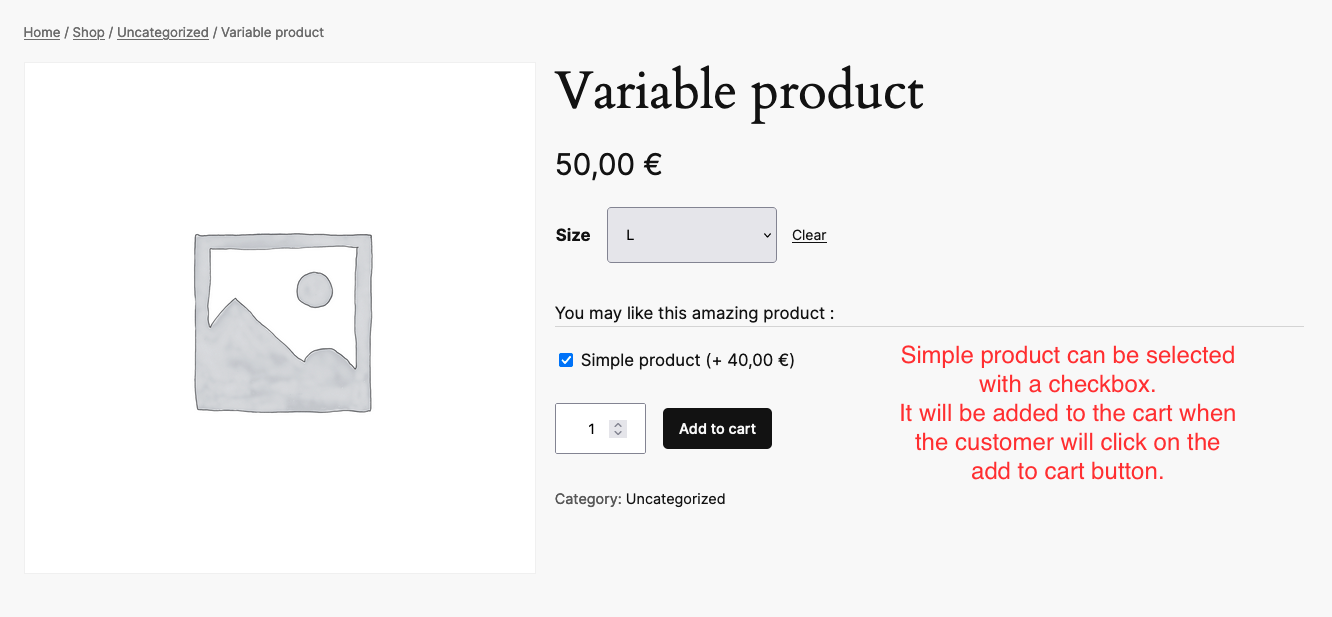 Home / Shop / Uncategorized / Variable product
Variable product
50,00 €
Size
L
Clear
You may like this amazing product :
Simple product (+ 40,00 €)
1
Add to cart
Category: Uncategorized
Simple product can be selected
with a checkbox.
It will be added to the cart when
the customer will click on the
add to cart button.